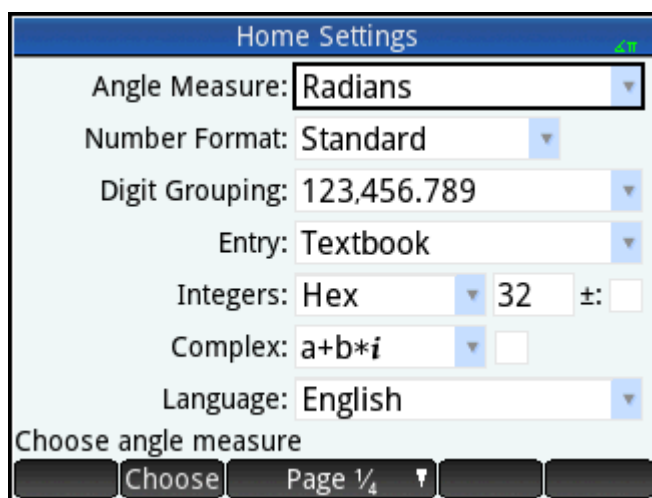 Home Settings
∡π
Angle Measure: Radians
Number Format: Standard
Digit Grouping: 123,456.789
Entry: Textbook
Integers: Hex 32 ±:
Complex: a+b*i
Language: English
Choose angle measure
Choose Page ¼